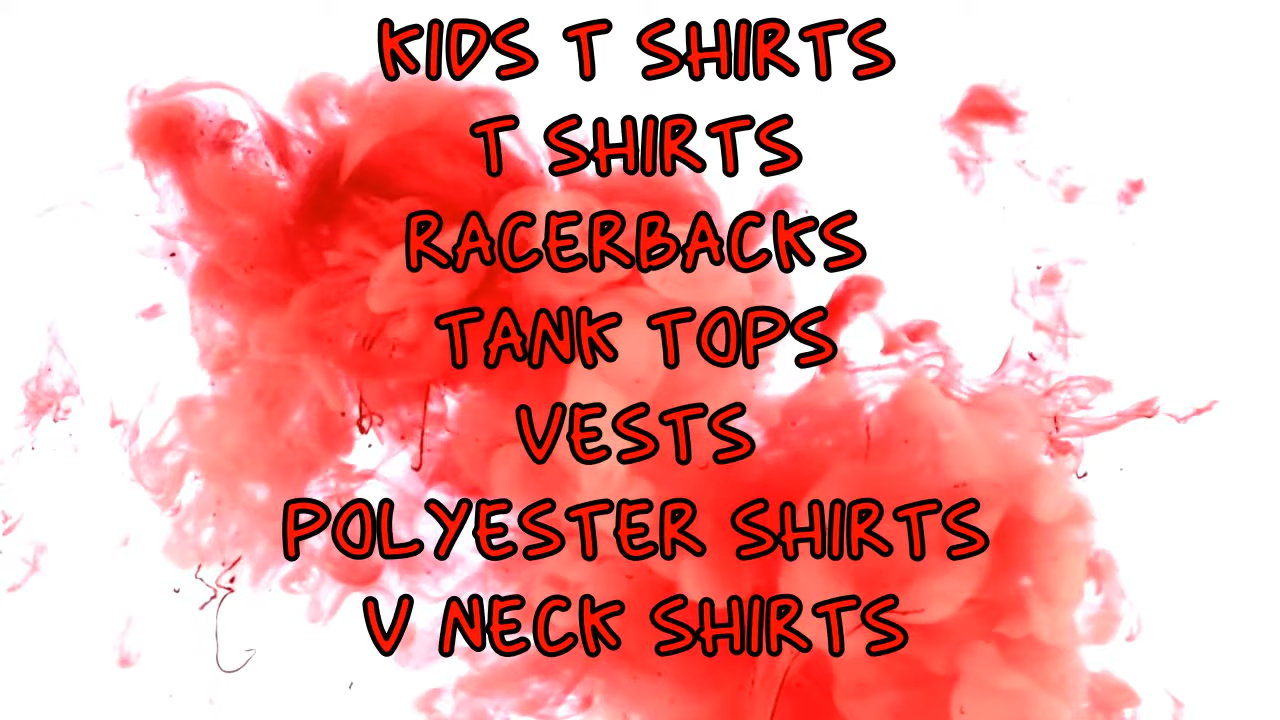 KIDS T SHIRTS
T SHIRTS
RACERBACKS
TANK TOPS
VESTS
POLYESTER SHIRTS
V NECK SHIRTS